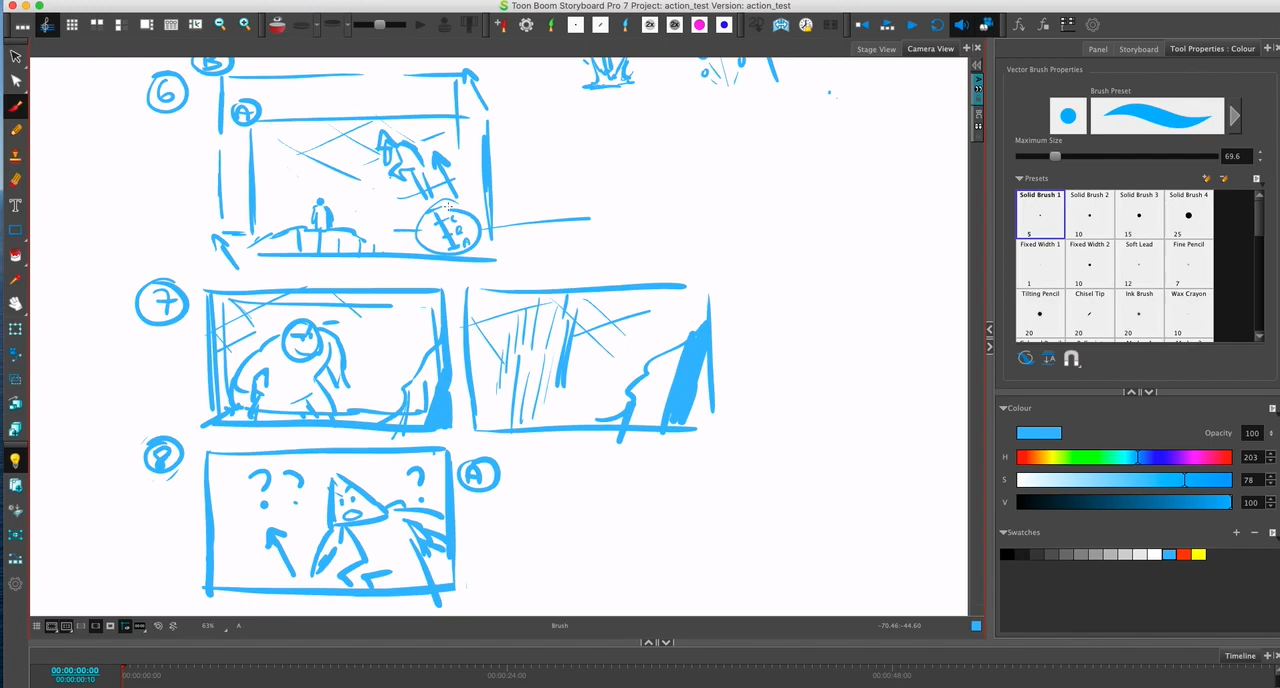 Toon Boom Storyboard Pro 7 Project: action_test Version: action_test
2x
2x
Stage View
Camera View
Panel
Storyboard
Tool Properties : Colour
B
6
A
7
8
? ?
?
A
Vector Brush Properties
Brush Preset
Maximum Size
69.6
Presets
Solid Brush 1
Solid Brush 2
Solid Brush 3
Solid Brush 4
5
10
15
25
Fixed Width 1
Fixed Width 2
Soft Lead
Fine Pencil
1
10
12
7
Tilting Pencil
Chisel Tip
Ink Brush
Wax Crayon
20
20
20
10
Colour
Opacity
100
H
203
S
78
V
100
Swatches
63%
A
Brush
-70.46:-44.60
Timeline
00:00:00:00
00:00:00:10
00:00:00:00
00:00:24:00
00:00:48:00